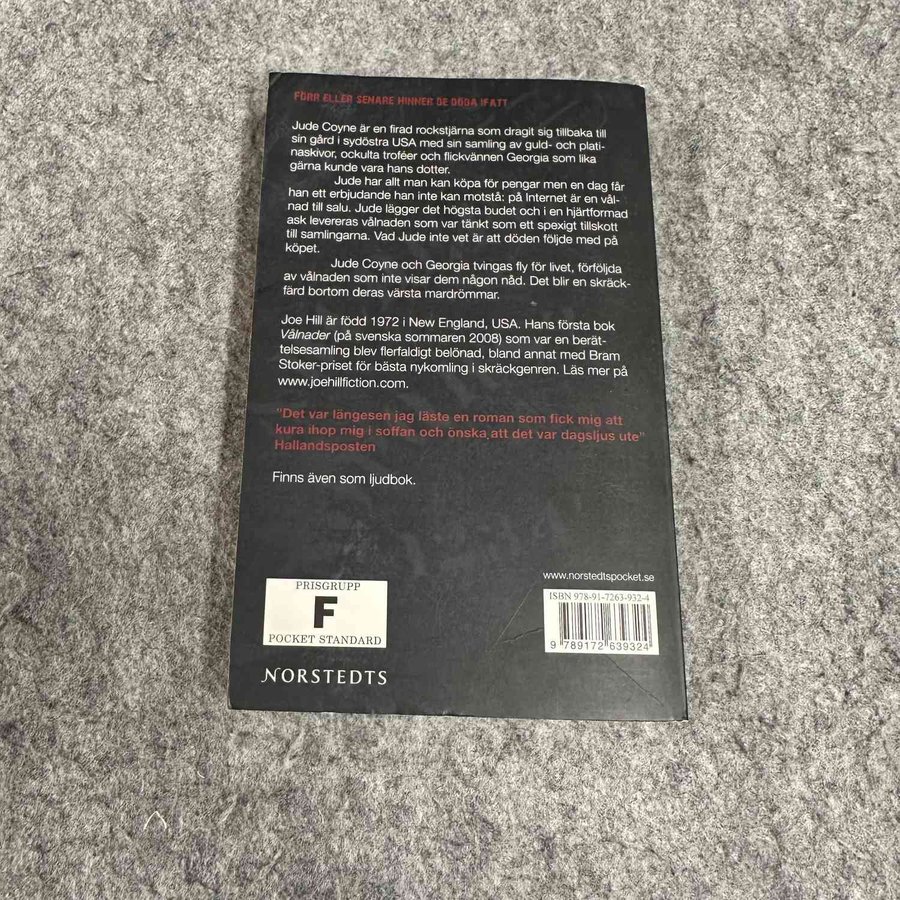 FÖRR ELLER SENARE HINNER DE DÖDA IFATT
Jude Coyne är en firad rockstjärna som dragit sig tillbaka till
sin gård i sydöstra USA med sin samling av guld- och plati-
naskivor, ockulta troféer och flickvännen Georgia som lika
gärna kunde vara hans dotter.
Jude har allt man kan köpa för pengar men en dag får
han ett erbjudande han inte kan motstå: på Internet är en vål-
nad till salu. Jude lägger det högsta budet och i en hjärtformad
ask levereras vålnaden som var tänkt som ett spexigt tillskott
till samlingarna. Vad Jude inte vet är att döden följde med på
köpet.
Jude Coyne och Georgia tvingas fly för livet, förföljda
av vålnaden som inte visar dem någon nåd. Det blir en skräck-
färd bortom deras värsta mardrömmar.
Joe Hill är född 1972 i New England, USA. Hans första bok
Vålnader (på svenska sommaren 2008) som var en berät-
telsesamling blev flerfaldigt belönad, bland annat med Bram
Stoker-priset för bästa nykomling i skräckgenren. Läs mer på
www.joehillfiction.com.
"Det var längesen jag läste en roman som fick mig att
kura ihop mig i soffan och önska att det var dagsljus ute"
Hallandsposten
Finns även som ljudbok.
www.norstedtspocket.se
ISBN 978-91-7263-932-4
9 789172 639324
PRISGRUPP
F
POCKET STANDARD
NORSTEDTS